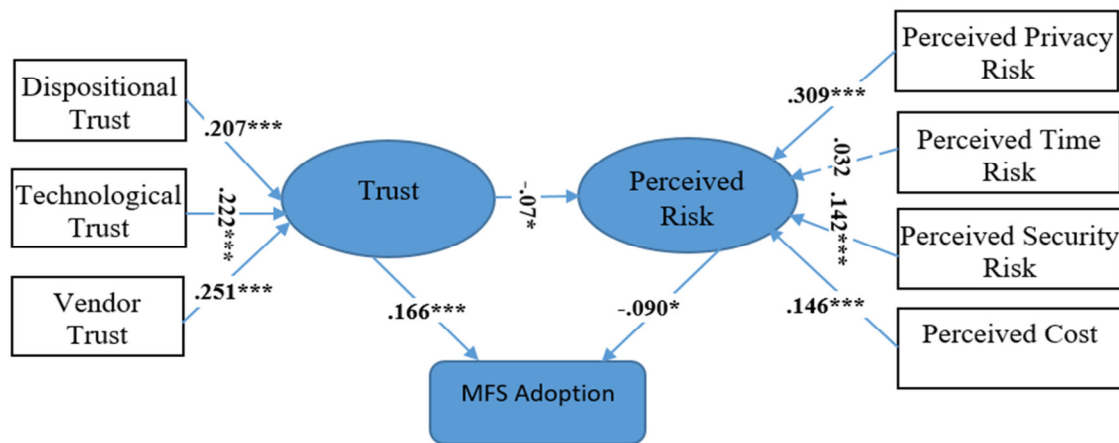 Dispositional
Trust
.207***
Technological
Trust
.222***
Vendor
Trust
.251***
Trust
-.07*
Perceived
Risk
.166***
-.090*
MFS Adoption
Perceived Privacy
Risk
.309***
Perceived Time
Risk
.032
Perceived Security
Risk
.142***
Perceived Cost
.146***